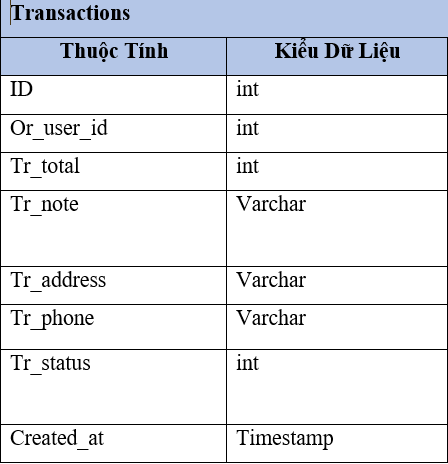 Transactions
Thuộc Tính Kiểu Dữ Liệu
ID int
Or_user_id int
Tr_total int
Tr_note Varchar
Tr_address Varchar
Tr_phone Varchar
Tr_status int
Created_at Timestamp